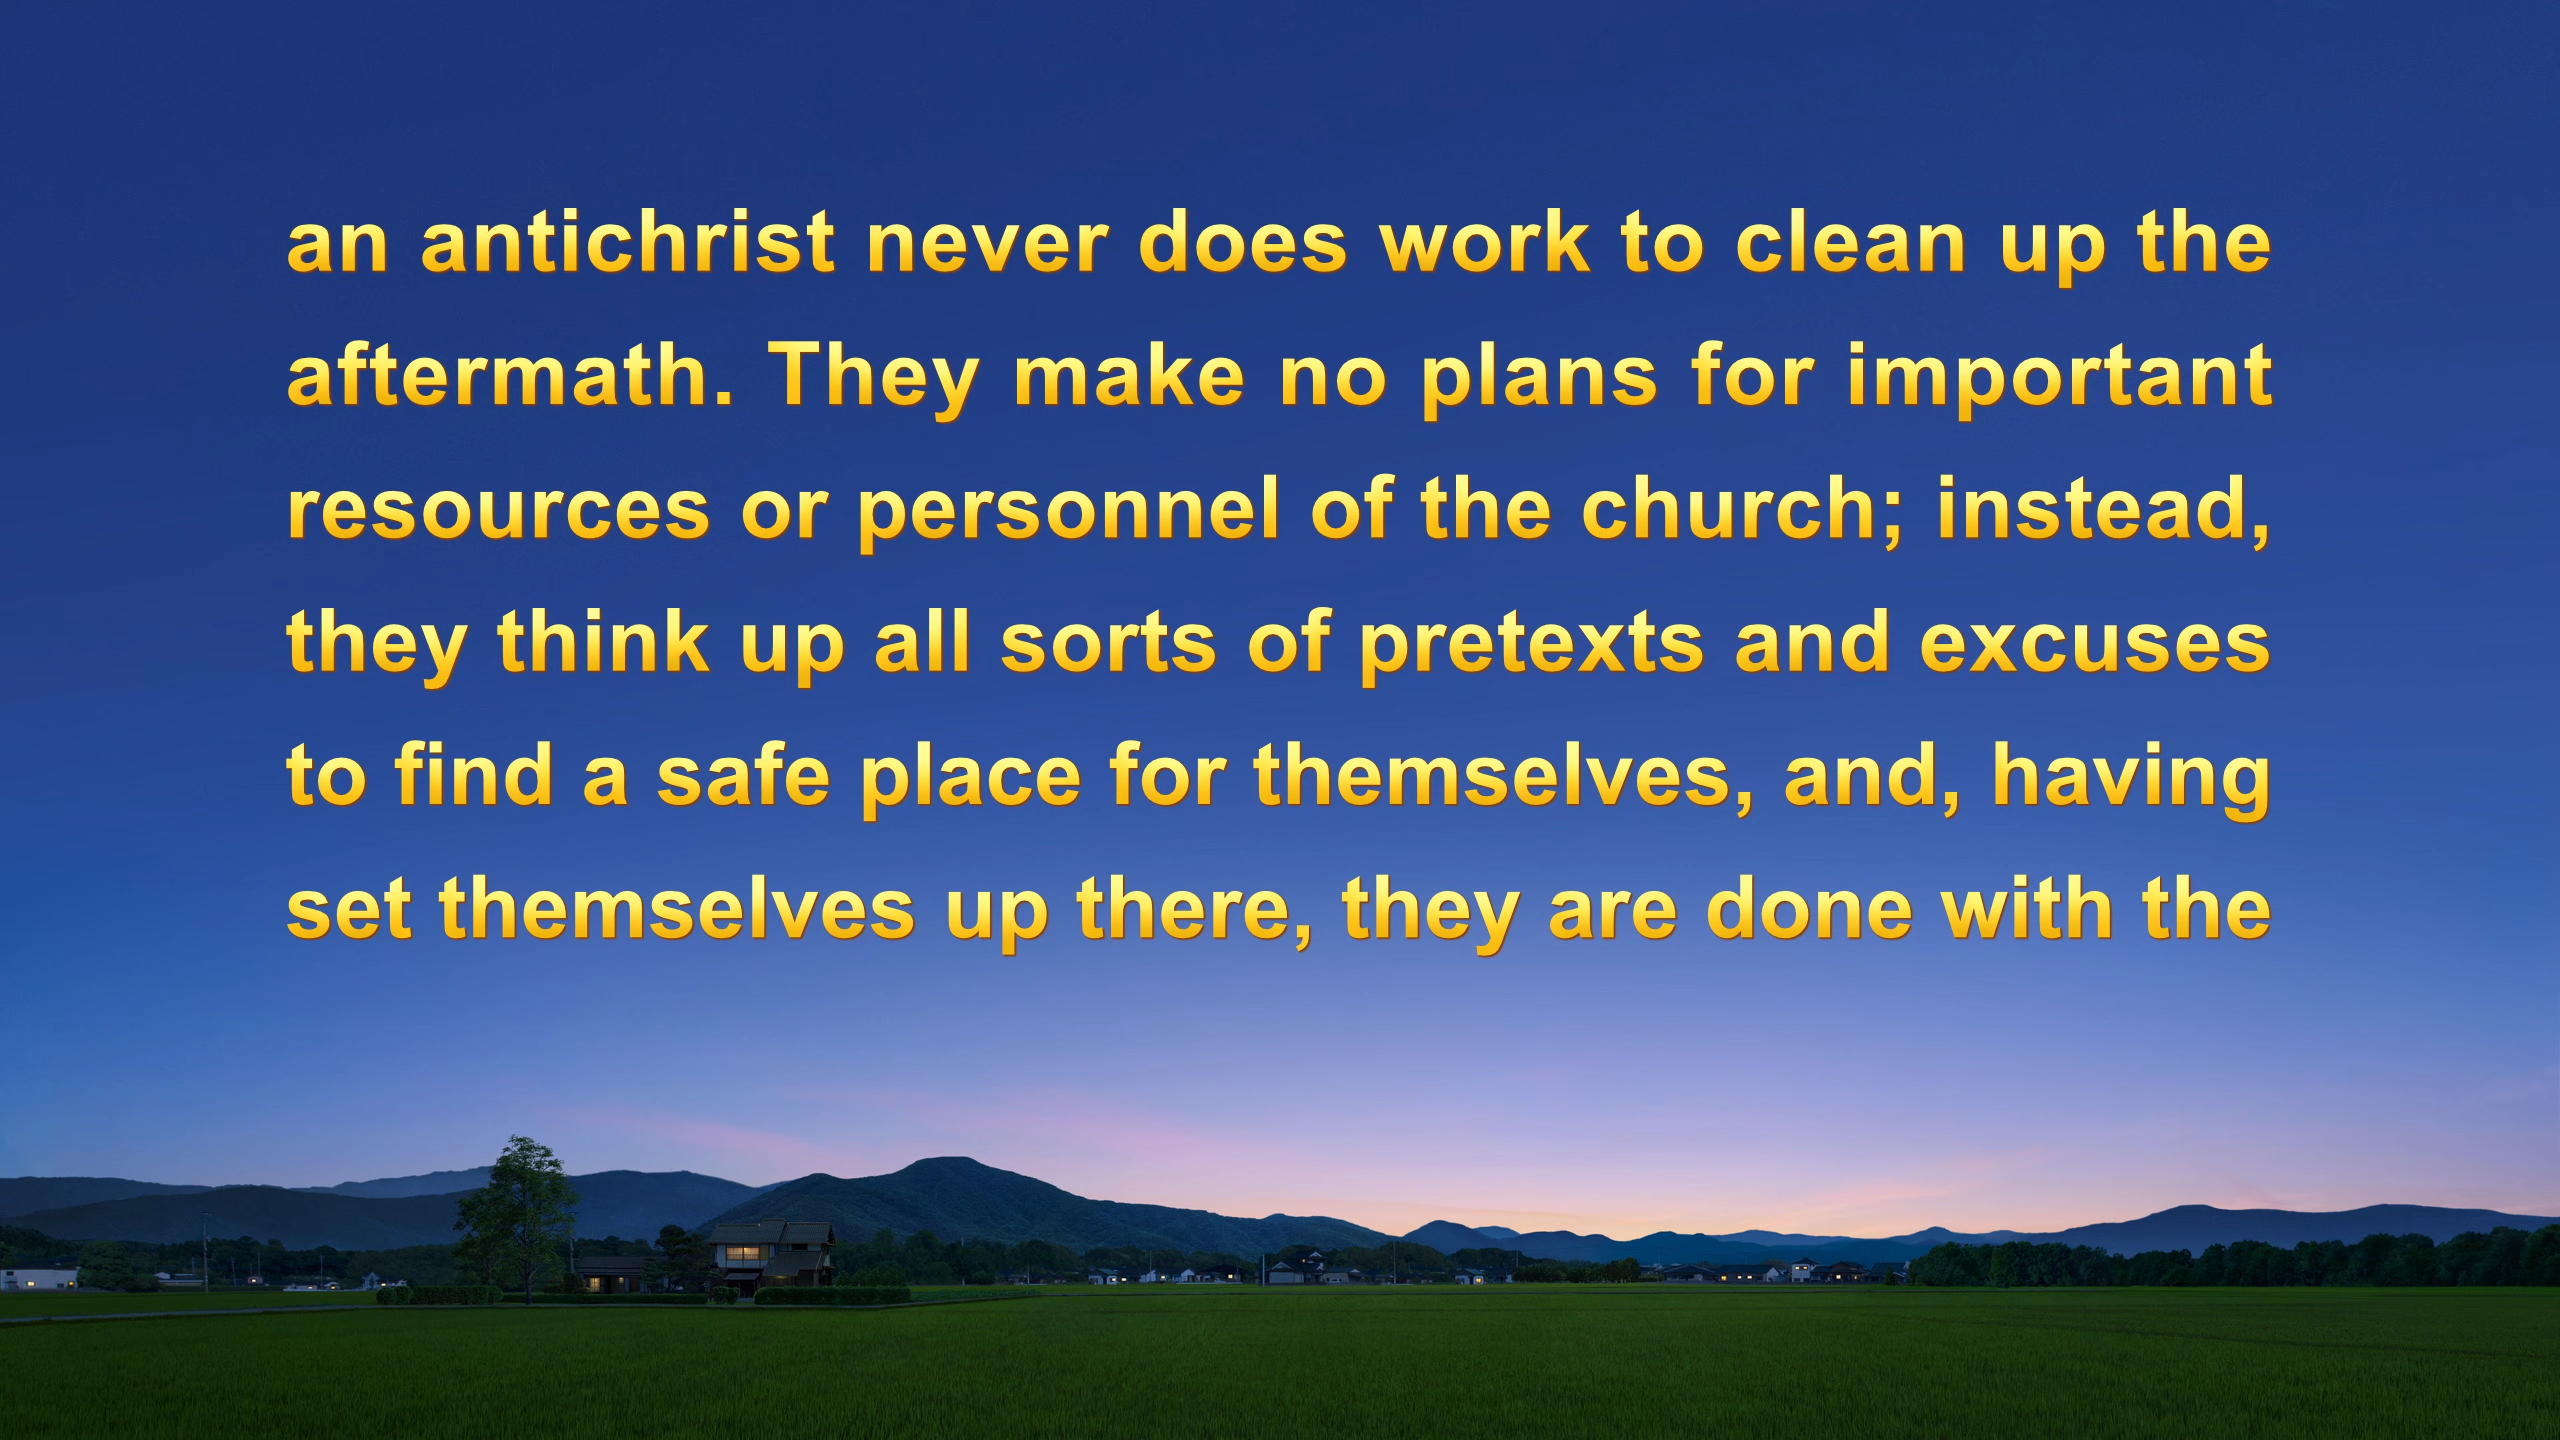 an antichrist never does work to clean up the
aftermath. They make no plans for important
resources or personnel of the church; instead,
they think up all sorts of pretexts and excuses
to find a safe place for themselves, and, having
set themselves up there, they are done with the